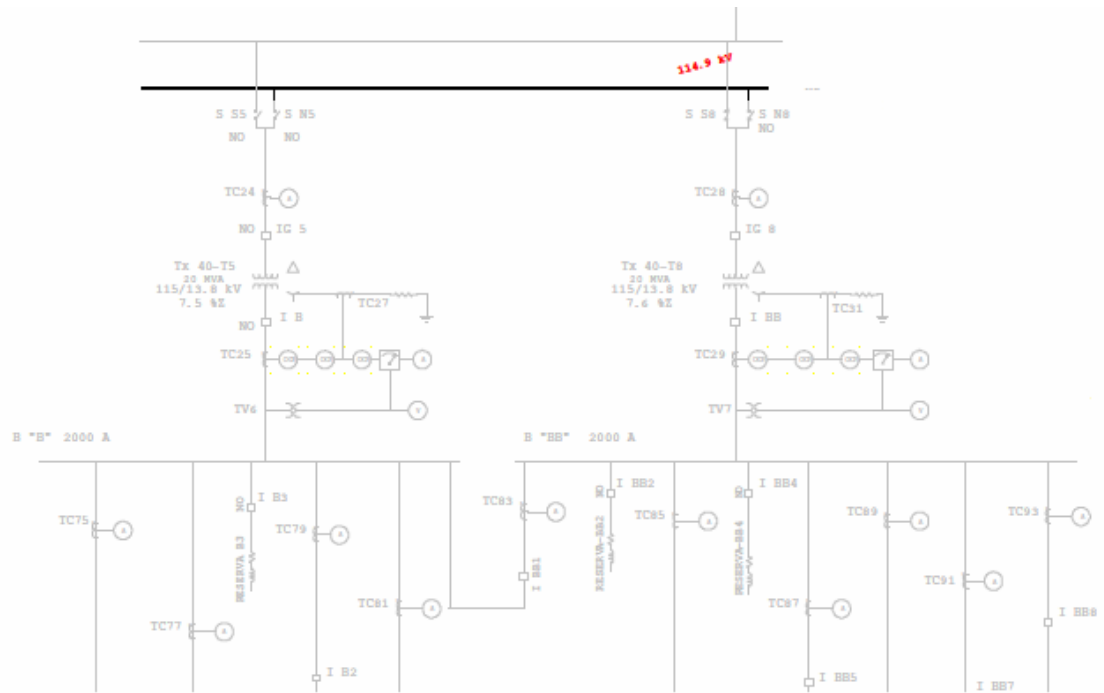 114.9 kV
S S5
S N5
NO
NO
S S8
S N8
NO
TC24
A
TC28
A
NO
IG 5
IG 8
Tx 40-T5
20 MVA
115/13.8 kV
7.5 %Z
Tx 40-T8
20 MVA
115/13.8 kV
7.6 %Z
TC27
TC31
I B
NO
I BB
TC25
A
TC29
A
TV6
V
TV7
V
B "B" 2000 A
B "BB" 2000 A
I B3
NO
RESERVA B3
TC75
A
TC79
A
TC77
A
TC81
A
I B2
TC83
A
I BB1
I BB2
NO
RESERVA-BB2
TC85
A
I BB4
NO
RESERVA-BB4
TC87
A
TC89
A
TC91
A
TC93
A
I BB8
I BB5
I BB7